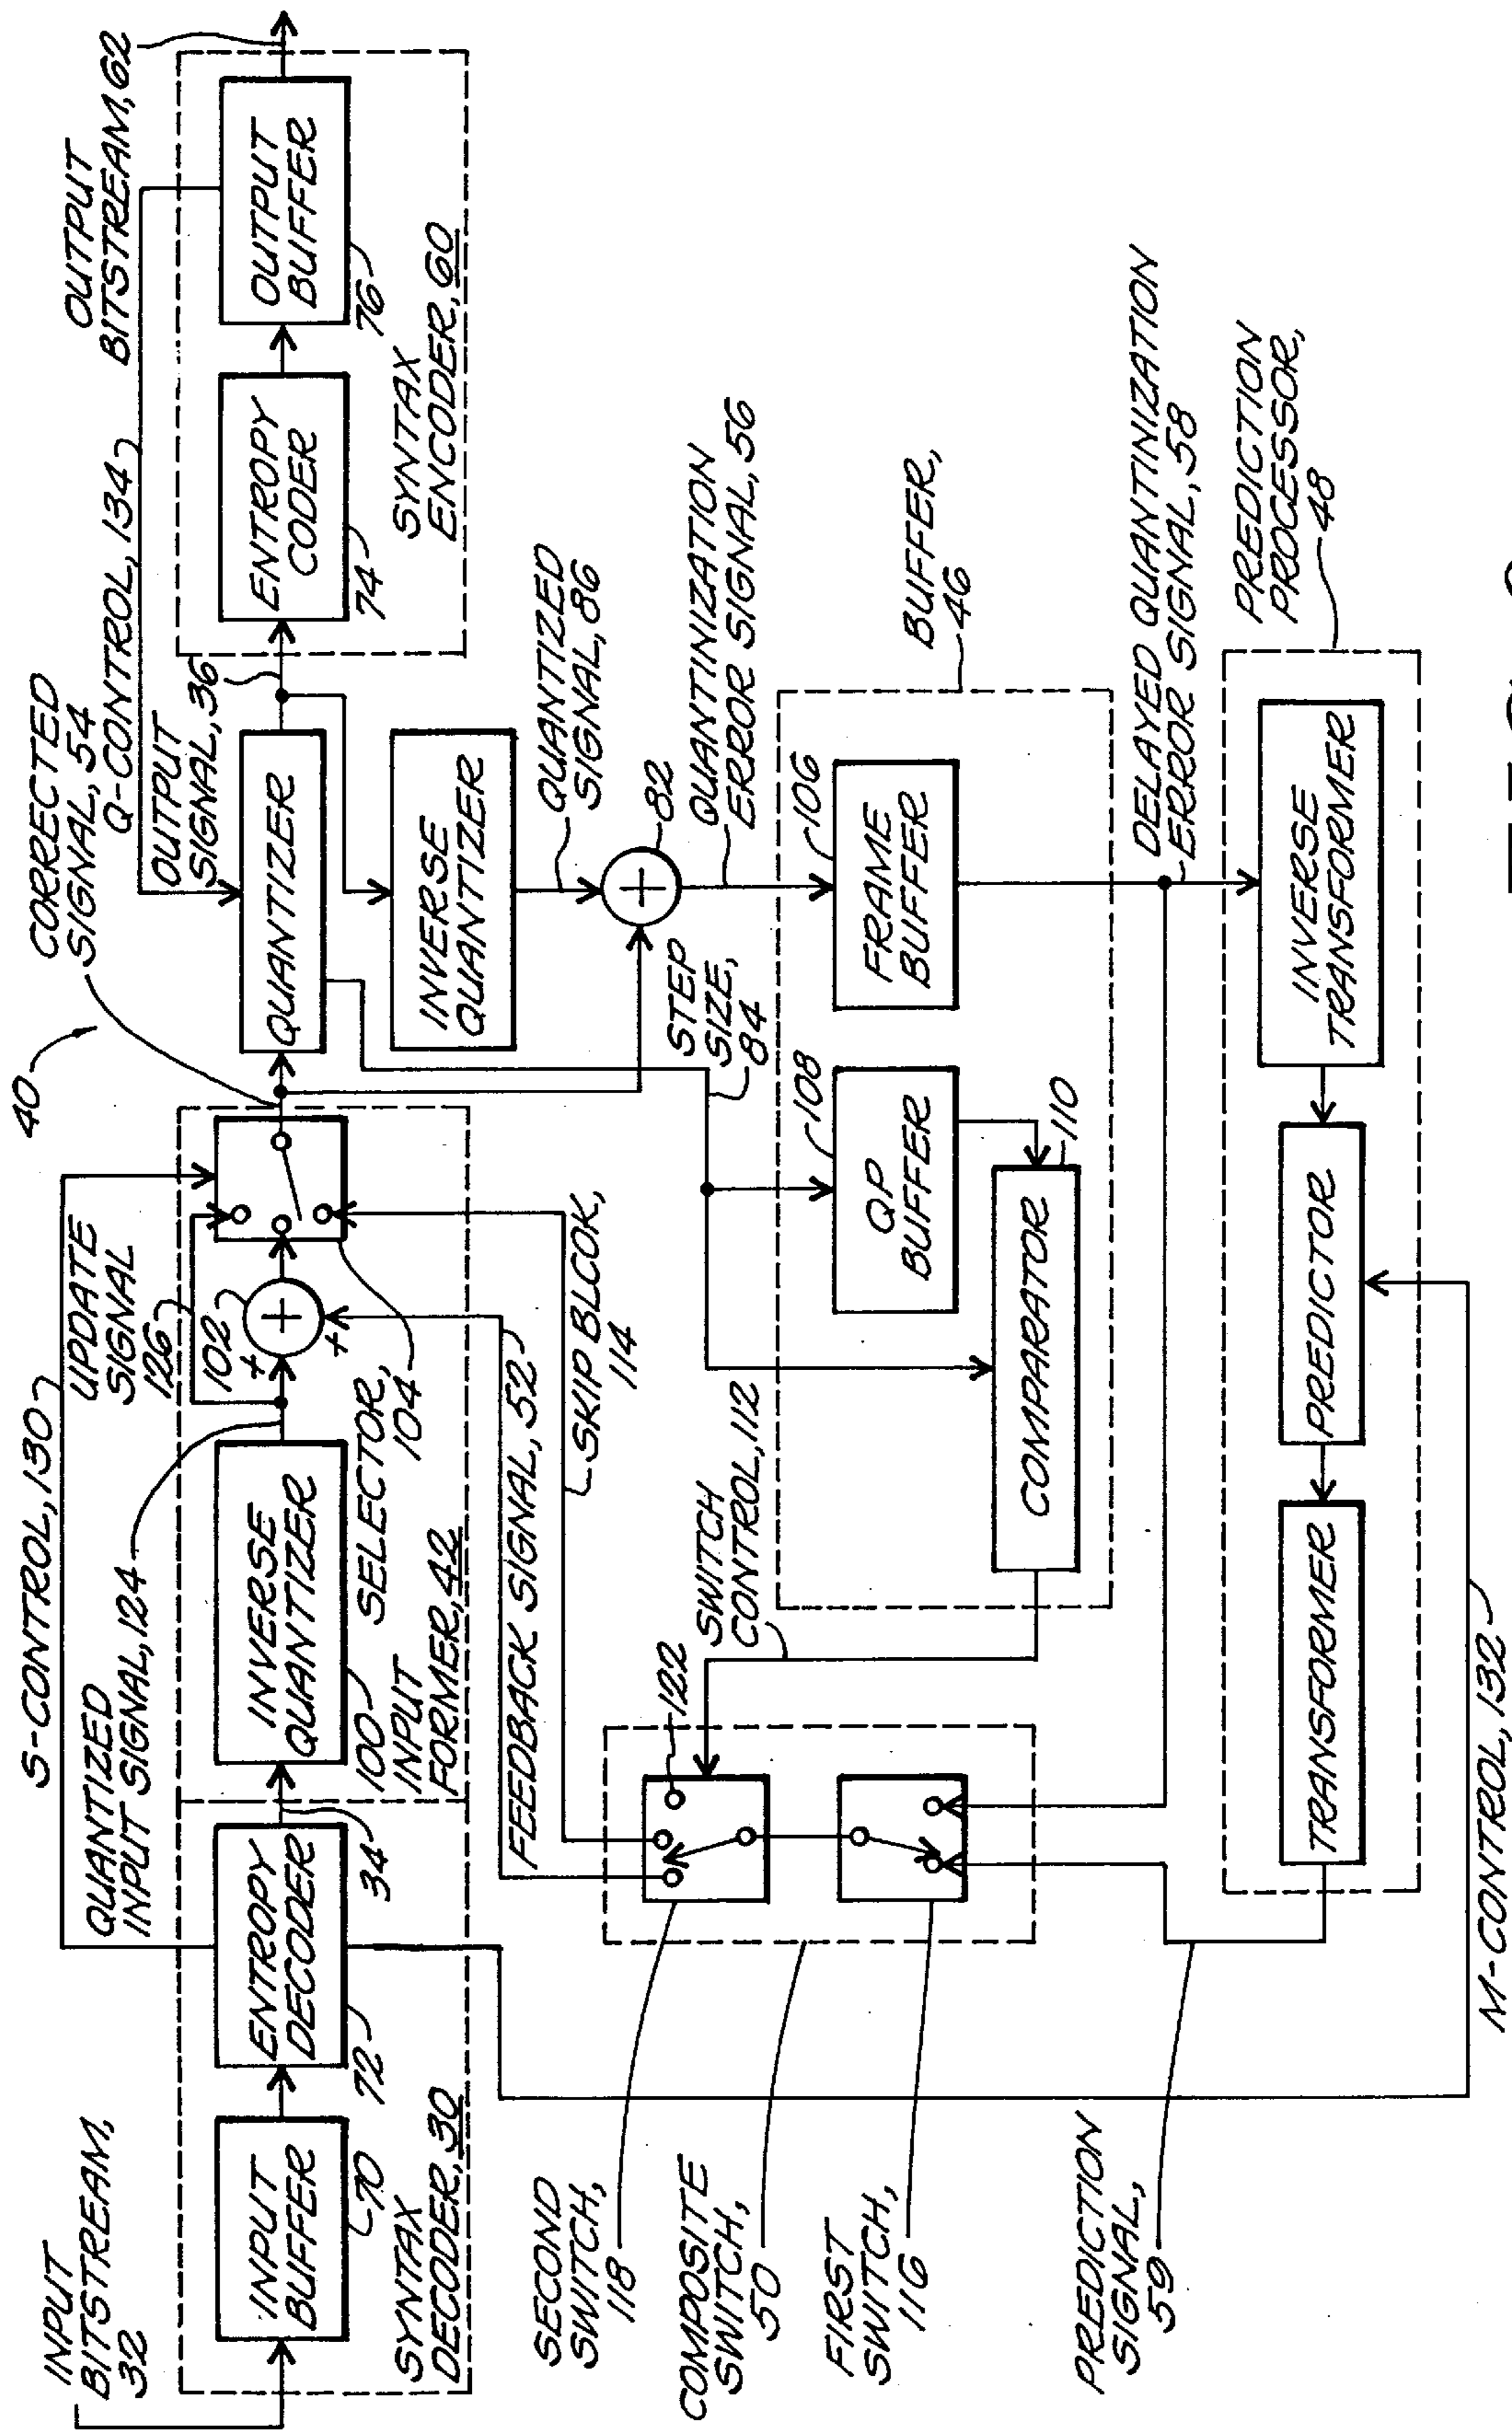 INPUT
BITSTREAM,
32
INPUT
BUFFER
70
SYNTAX
DECODER, 30
ENTROPY
DECODER
72
34
S-CONTROL, 130
QUANTIZED
INPUT SIGNAL, 124
INVERSE
QUANTIZER
100
INPUT
FORMER, 42
SELECTOR,
104
UPDATE
SIGNAL
126
102
+
+
+
40
CORRECTED
SIGNAL, 54
Q-CONTROL, 134
OUTPUT
SIGNAL, 36
QUANTIZER
INVERSE
QUANTIZER
OUTPUT
BITSTREAM, 62
ENTROPY
CODER
74
OUTPUT
BUFFER
76
SYNTAX
ENCODER, 60
QUANTIZED
SIGNAL, 86
+
82
QUANTINIZATION
ERROR SIGNAL, 56
STEP
SIZE,
84
FEEDBACK SIGNAL, 52
SKIP BLCOK,
114
SWITCH
CONTROL, 112
122
BUFFER,
46
FRAME
BUFFER
106
QP
BUFFER
108
COMPARATOR
110
SECOND
SWITCH,
118
COMPOSITE
SWITCH,
50
FIRST
SWITCH,
116
PREDICTION
SIGNAL,
59
DELAYED QUANTINIZATION
ERROR SIGNAL, 58
PREDICTION
PROCESSOR,
48
TRANSFORMER
PREDICTOR
INVERSE
TRANSFORMER
M-CONTROL, 132